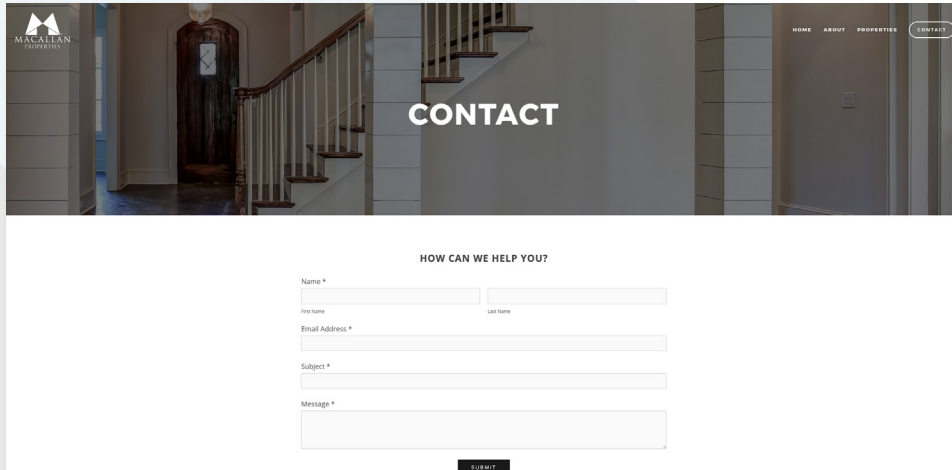 MACALLAN
PROPERTIES
HOME ABOUT PROPERTIES CONTACT
CONTACT
HOW CAN WE HELP YOU?
Name *
First Name Last Name
Email Address *
Subject *
Message *
SUBMIT